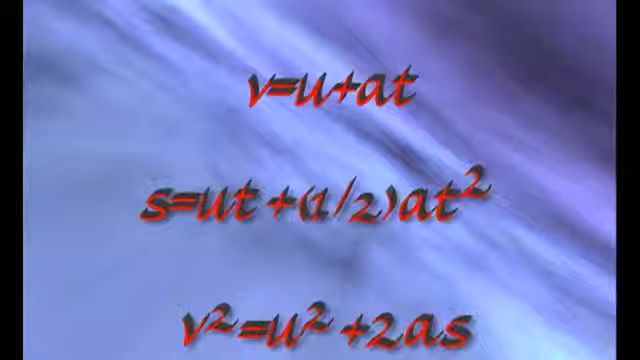 v=u+at
s=ut+(1/2)at²
v²=u²+2as